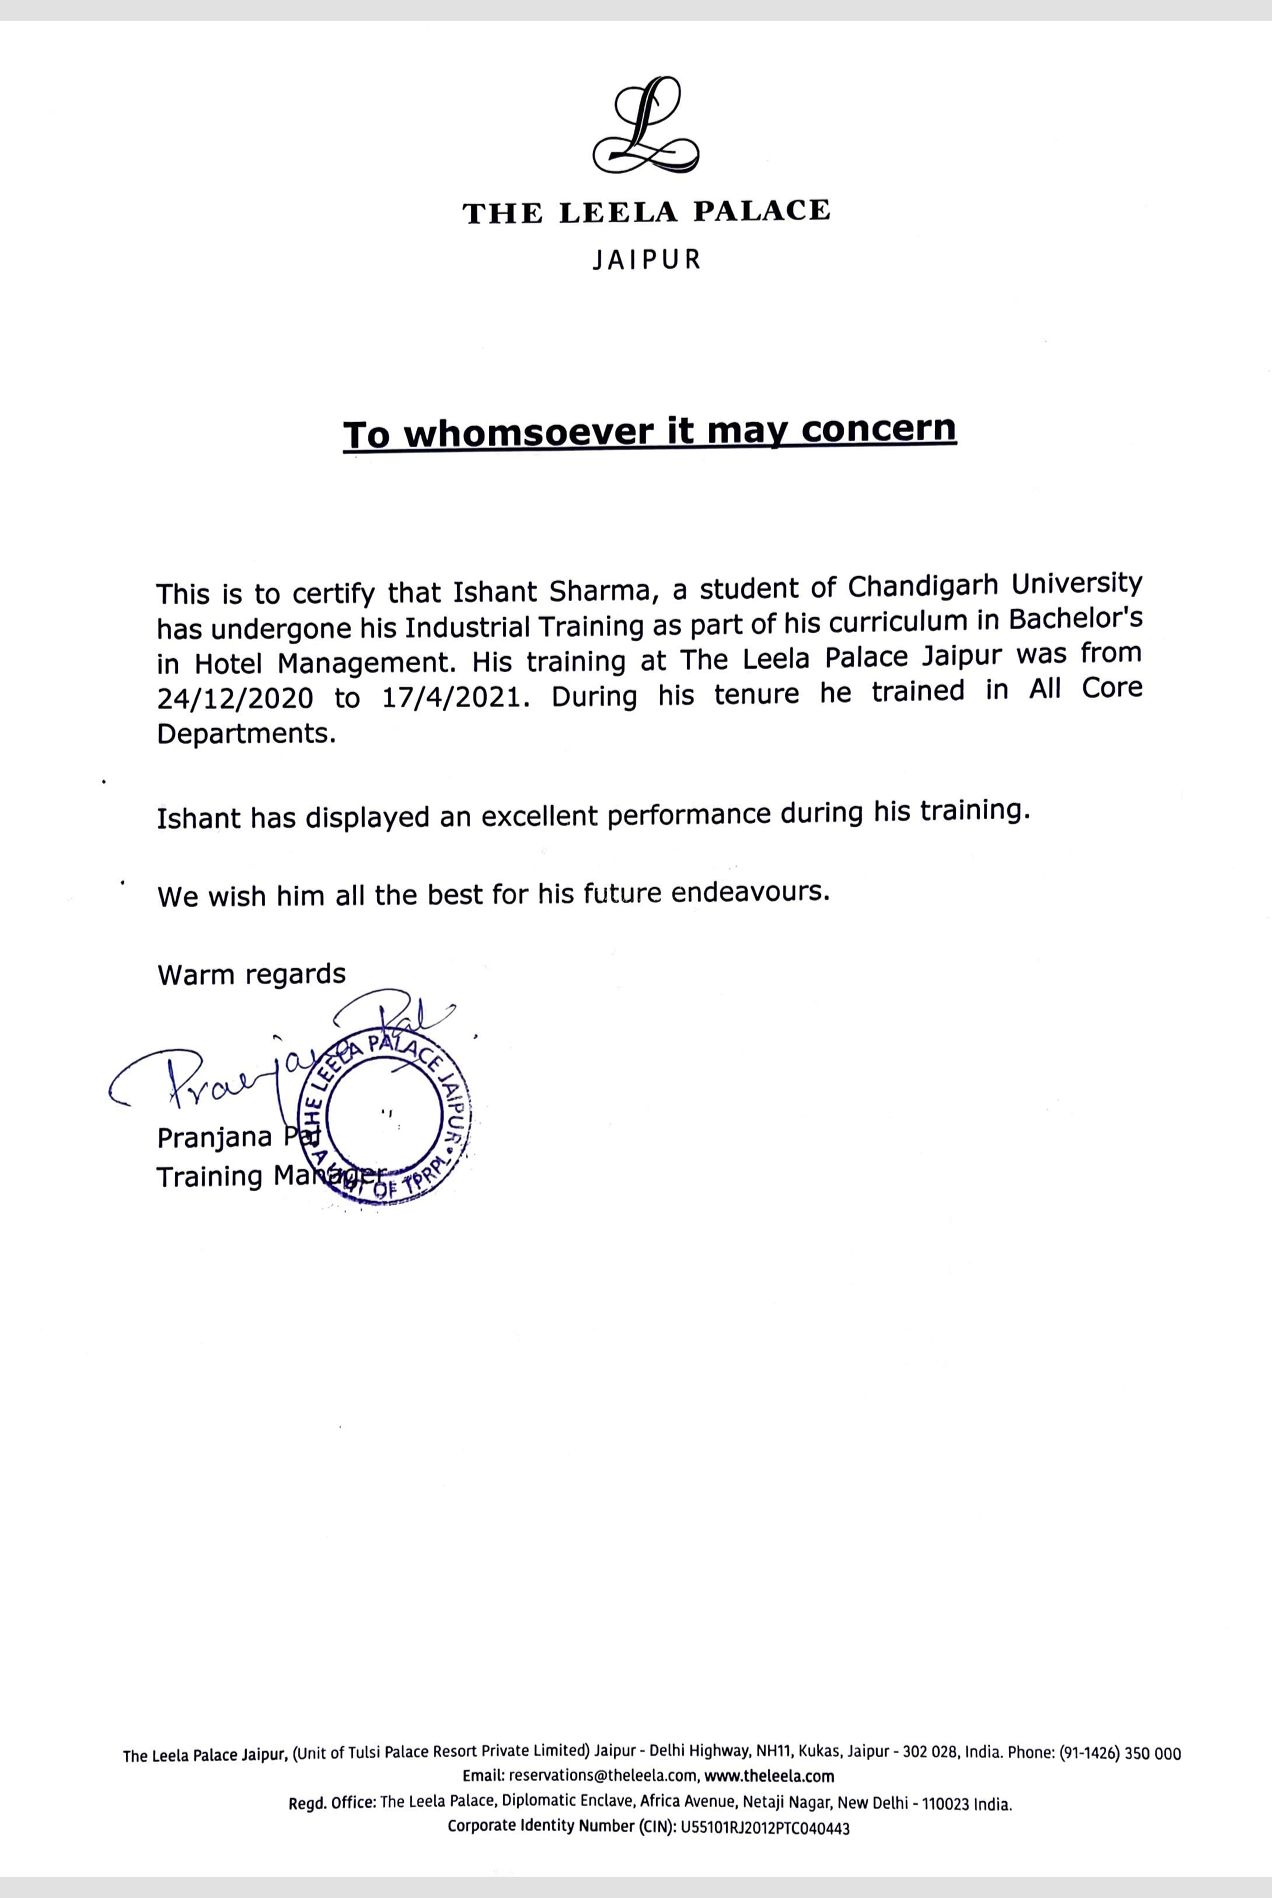 L
THE LEELA PALACE
JAIPUR
To whomsoever it may concern
This is to certify that Ishant Sharma, a student of Chandigarh University
has undergone his Industrial Training as part of his curriculum in Bachelor's
in Hotel Management. His training at The Leela Palace Jaipur was from
24/12/2020 to 17/4/2021. During his tenure he trained in All Core
Departments.
Ishant has displayed an excellent performance during his training.
We wish him all the best for his future endeavours.
Warm regards
Pranjana Pal
THE LEELA PALACE JAIPUR
A UNIT OF TPRPL
Pranjana Pal
Training Manager
The Leela Palace Jaipur, (Unit of Tulsi Palace Resort Private Limited) Jaipur - Delhi Highway, NH11, Kukas, Jaipur - 302 028, India. Phone: (91-1426) 350 000
Email: reservations@theleela.com, www.theleela.com
Regd. Office: The Leela Palace, Diplomatic Enclave, Africa Avenue, Netaji Nagar, New Delhi - 110023 India.
Corporate Identity Number (CIN): U55101RJ2012PTC040443